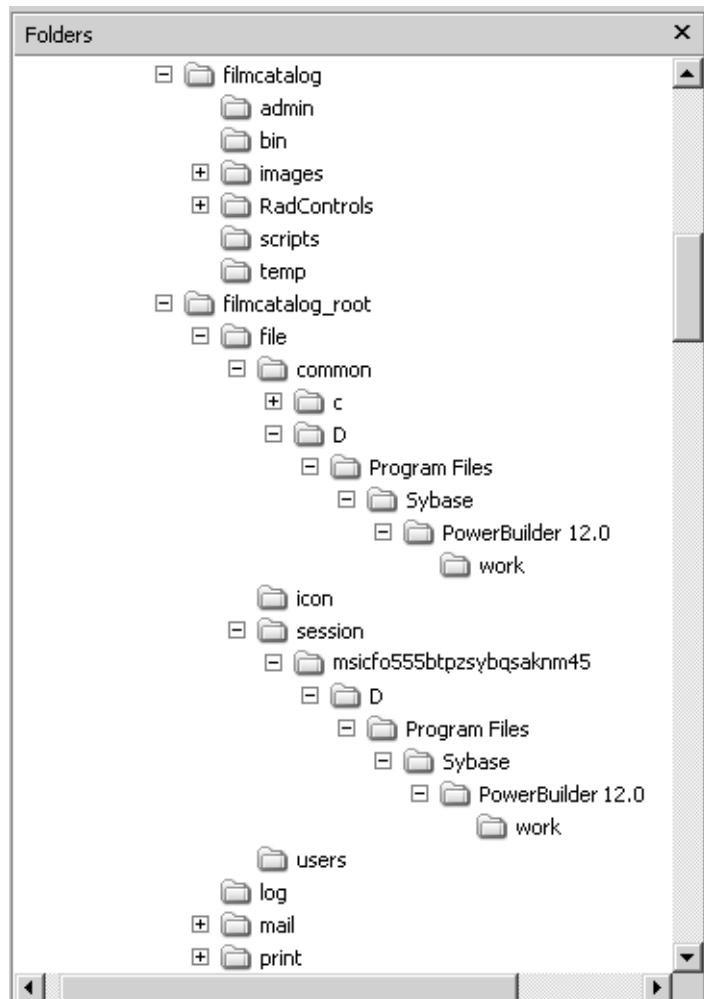 Folders
filmcatalog
admin
bin
images
RadControls
scripts
temp
filmcatalog_root
file
common
c
D
Program Files
Sybase
PowerBuilder 12.0
work
icon
session
msicfo555btpzsybqsaknm45
D
Program Files
Sybase
PowerBuilder 12.0
work
users
log
mail
print